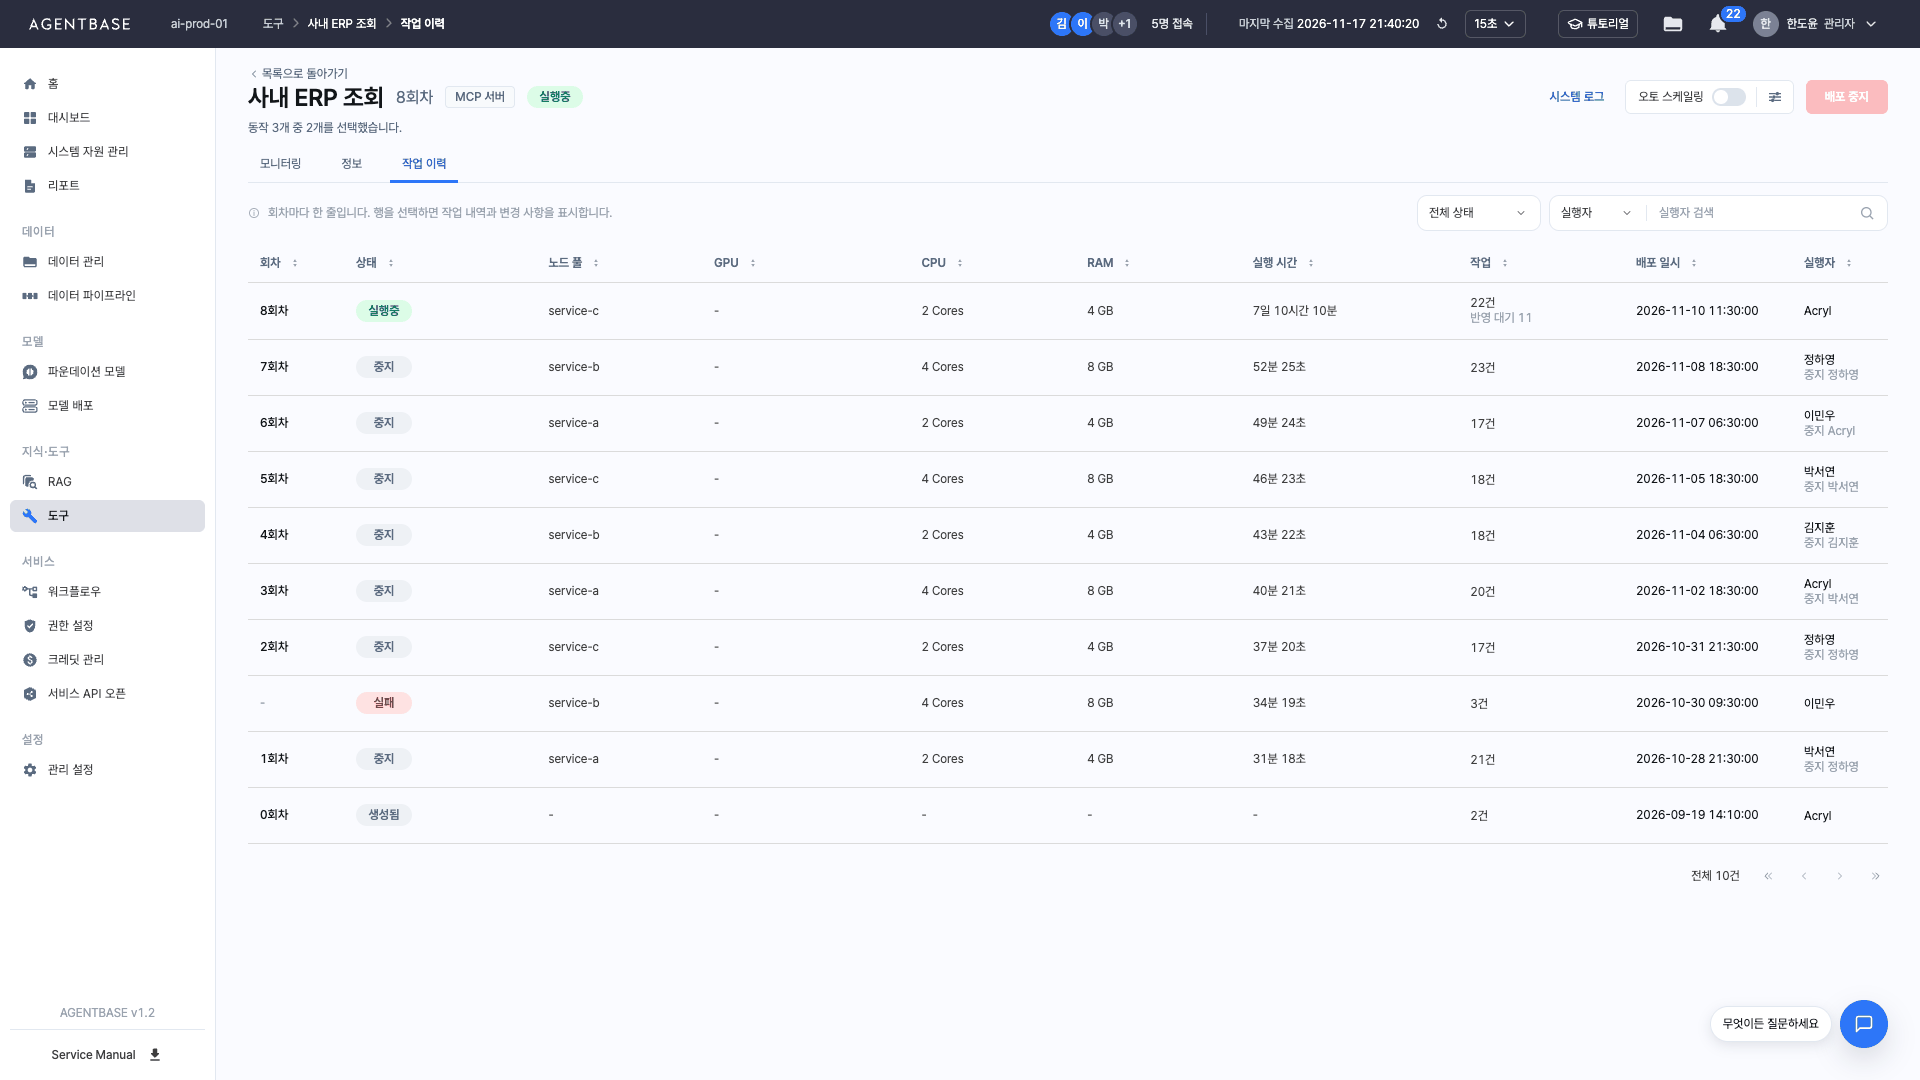 AGENTBASE
ai-prod-01
도구 > 사내 ERP 조회 > 작업 이력
김 이 박 +1 5명 접속
마지막 수집 2026-11-17 21:40:20
15초
튜토리얼
22
한 한도윤 관리자
홈
대시보드
시스템 자원 관리
리포트
데이터
데이터 관리
데이터 파이프라인
모델
파운데이션 모델
모델 배포
지식·도구
RAG
도구
서비스
워크플로우
권한 설정
크레딧 관리
서비스 API 오픈
설정
관리 설정
AGENTBASE v1.2
Service Manual
목록으로 돌아가기
사내 ERP 조회 8회차 MCP 서버 실행중
동작 3개 중 2개를 선택했습니다.
시스템 로그
오토 스케일링
배포 중지
모니터링 정보 작업 이력
회차마다 한 줄입니다. 행을 선택하면 작업 내역과 변경 사항을 표시합니다.
전체 상태
실행자
실행자 검색
회차 상태 노드 풀 GPU CPU RAM 실행 시간 작업 배포 일시 실행자
8회차 실행중 service-c - 2 Cores 4 GB 7일 10시간 10분 22건 2026-11-10 11:30:00 Acryl
반영 대기 11
7회차 중지 service-b - 4 Cores 8 GB 52분 25초 23건 2026-11-08 18:30:00 정하영
중지 정하영
6회차 중지 service-a - 2 Cores 4 GB 49분 24초 17건 2026-11-07 06:30:00 이민우
중지 Acryl
5회차 중지 service-c - 4 Cores 8 GB 46분 23초 18건 2026-11-05 18:30:00 박서연
중지 박서연
4회차 중지 service-b - 2 Cores 4 GB 43분 22초 18건 2026-11-04 06:30:00 김지훈
중지 김지훈
3회차 중지 service-a - 4 Cores 8 GB 40분 21초 20건 2026-11-02 18:30:00 Acryl
중지 박서연
2회차 중지 service-c - 2 Cores 4 GB 37분 20초 17건 2026-10-31 21:30:00 정하영
중지 정하영
- 실패 service-b - 4 Cores 8 GB 34분 19초 3건 2026-10-30 09:30:00 이민우
1회차 중지 service-a - 2 Cores 4 GB 31분 18초 21건 2026-10-28 21:30:00 박서연
중지 정하영
0회차 생성됨 - - - - - 2건 2026-09-19 14:10:00 Acryl
전체 10건
무엇이든 질문하세요